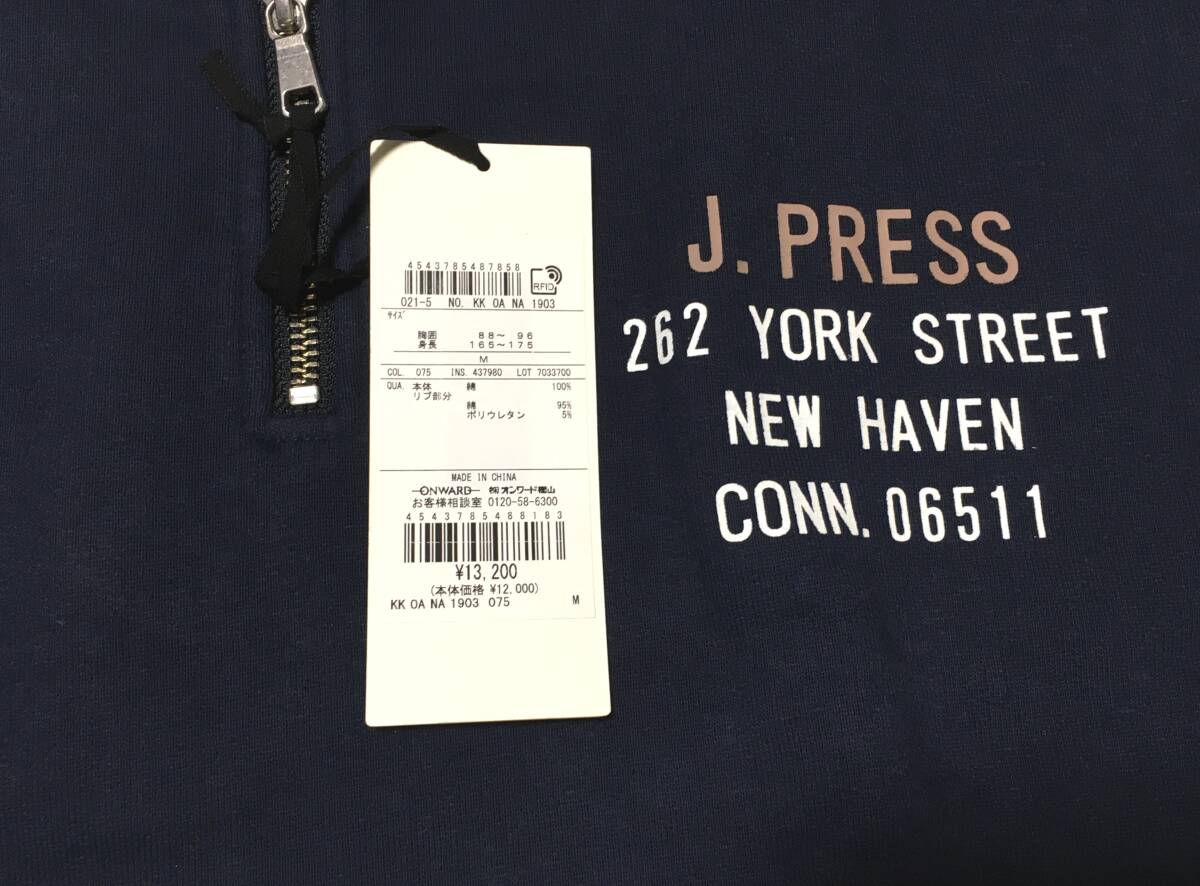 4543785487858
RFID
021-5 NO. KK OA NA 1903
サイズ
胸囲 88～ 96
身長 165～175
M
COL. 075 INS. 437980 LOT 7033700
QUA. 本体 綿 100%
リブ部分
綿 95%
ポリウレタン 5%
MADE IN CHINA
ONWARD ㈱オンワード樫山
お客様相談室 0120-58-6300
4543785488183
¥13,200
(本体価格 ¥12,000)
KK OA NA 1903 075 M
J. PRESS
262 YORK STREET
NEW HAVEN
CONN. 06511